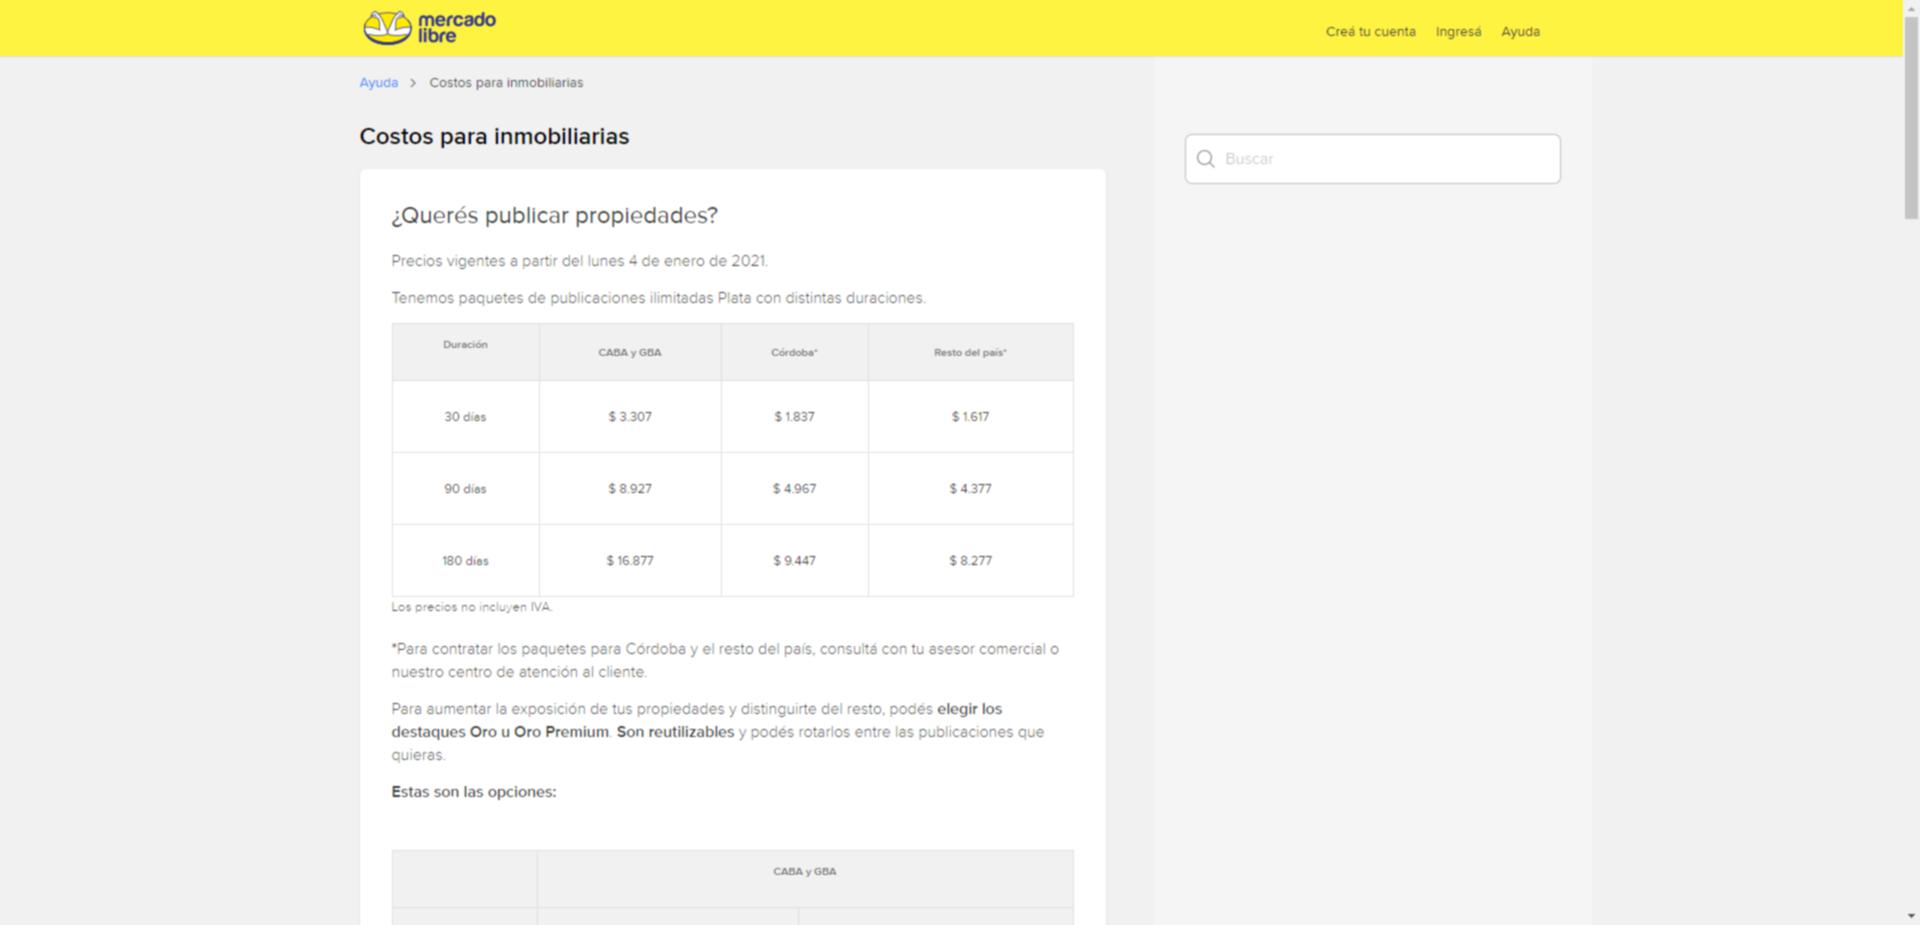 mercado
libre
Creá tu cuenta Ingresá Ayuda
Ayuda > Costos para inmobiliarias
Costos para inmobiliarias
Buscar
¿Querés publicar propiedades?
Precios vigentes a partir del lunes 4 de enero de 2021.
Tenemos paquetes de publicaciones ilimitadas Plata con distintas duraciones.
Duración CABA y GBA Córdoba* Resto del país*
30 días $ 3.307 $ 1.837 $ 1.617
90 días $ 8.927 $ 4.967 $ 4.377
180 días $ 16.877 $ 9.447 $ 8.277
Los precios no incluyen IVA.
*Para contratar los paquetes para Córdoba y el resto del país, consultá con tu asesor comercial o
nuestro centro de atención al cliente.
Para aumentar la exposición de tus propiedades y distinguirte del resto, podés elegir los
destaques Oro u Oro Premium. Son reutilizables y podés rotarlos entre las publicaciones que
quieras.
Estas son las opciones:
CABA y GBA